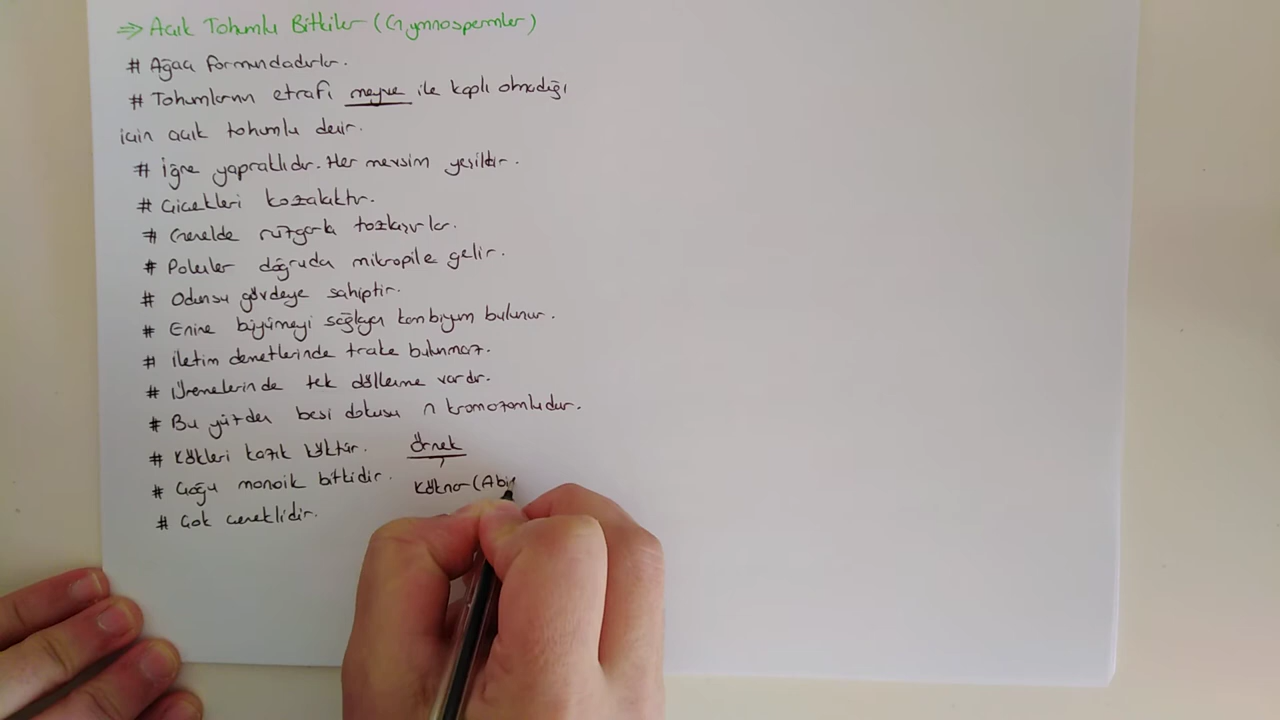 ⇒ Açık Tohumlu Bitkiler (Gymnospermler)
# Ağaç formundadırlar.
# Tohumlarının etrafı meyve ile kaplı olmadığı
için açık tohumlu denir.
# İğne yapraklıdır. Her mevsim yeşildir.
# Çiçekleri kozalaktır.
# Genelde rüzgarla tozlaşırlar.
# Polenler doğruda mikropile gelir.
# Odunsu gövdeye sahiptir.
# Enine büyümeyi sağlayan kambiyum bulunur.
# İletim demetlerinde trake bulunmaz.
# Üremelerinde tek döllenme vardır.
# Bu yüzden besi dokusu n kromozomludur.
# Kökleri kazık köktür.
# Çoğu monoik bitkidir.
# Çok çeneklidir.
Örnek
Köknar (Abi